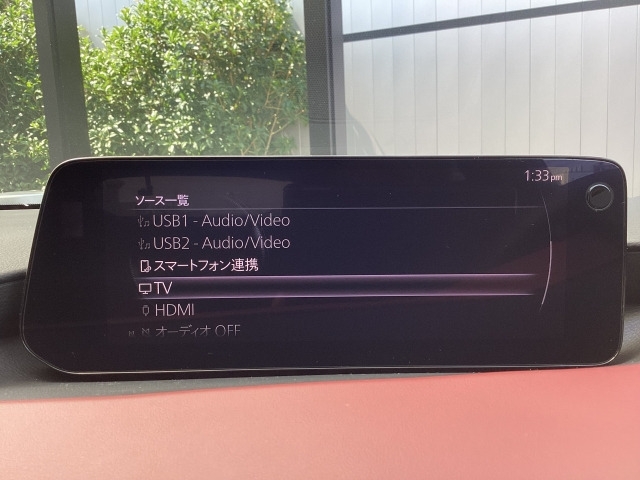 1:33pm
ソース一覧
USB1 - Audio/Video
USB2 - Audio/Video
スマートフォン連携
TV
HDMI
オーディオ OFF